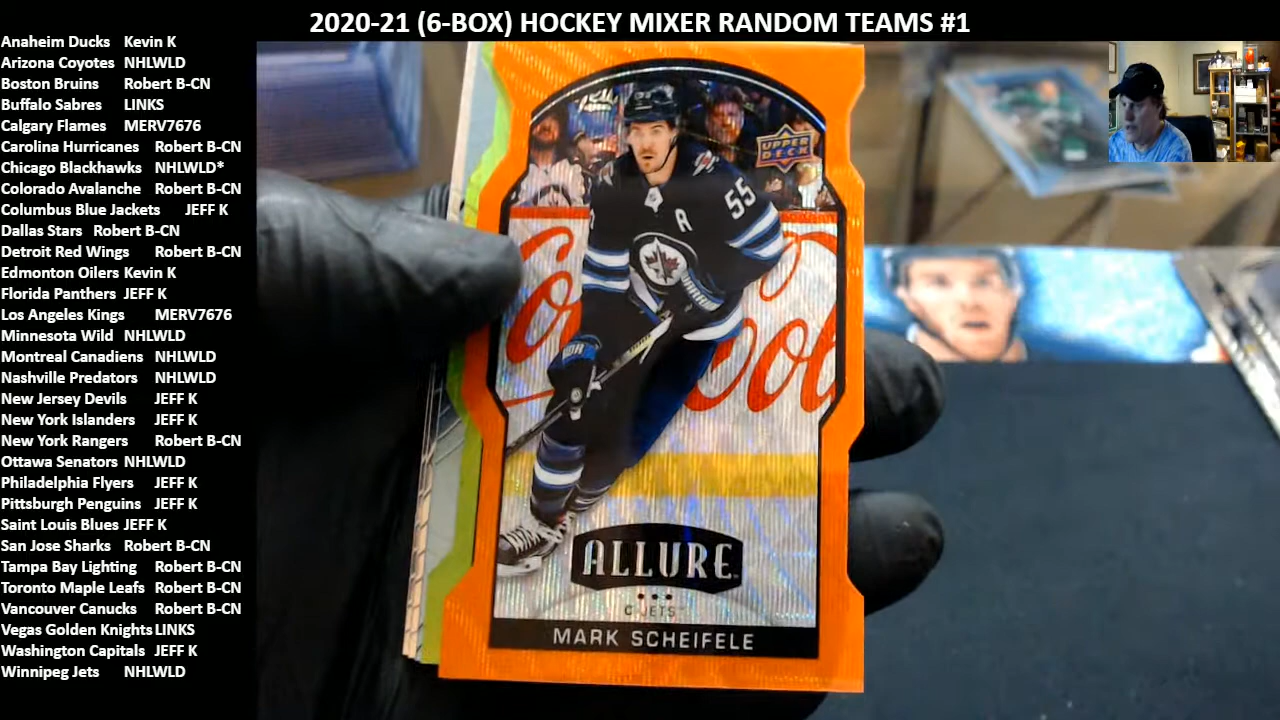 2020-21 (6-BOX) HOCKEY MIXER RANDOM TEAMS #1
Anaheim Ducks Kevin K
Arizona Coyotes NHLWLD
Boston Bruins Robert B-CN
Buffalo Sabres LINKS
Calgary Flames MERV7676
Carolina Hurricanes Robert B-CN
Chicago Blackhawks NHLWLD*
Colorado Avalanche Robert B-CN
Columbus Blue Jackets JEFF K
Dallas Stars Robert B-CN
Detroit Red Wings Robert B-CN
Edmonton Oilers Kevin K
Florida Panthers JEFF K
Los Angeles Kings MERV7676
Minnesota Wild NHLWLD
Montreal Canadiens NHLWLD
Nashville Predators NHLWLD
New Jersey Devils JEFF K
New York Islanders JEFF K
New York Rangers Robert B-CN
Ottawa Senators NHLWLD
Philadelphia Flyers JEFF K
Pittsburgh Penguins JEFF K
Saint Louis Blues JEFF K
San Jose Sharks Robert B-CN
Tampa Bay Lighting Robert B-CN
Toronto Maple Leafs Robert B-CN
Vancouver Canucks Robert B-CN
Vegas Golden Knights LINKS
Washington Capitals JEFF K
Winnipeg Jets NHLWLD
UPPER
DECK
55
A
ALLURE
C JETS
MARK SCHEIFELE